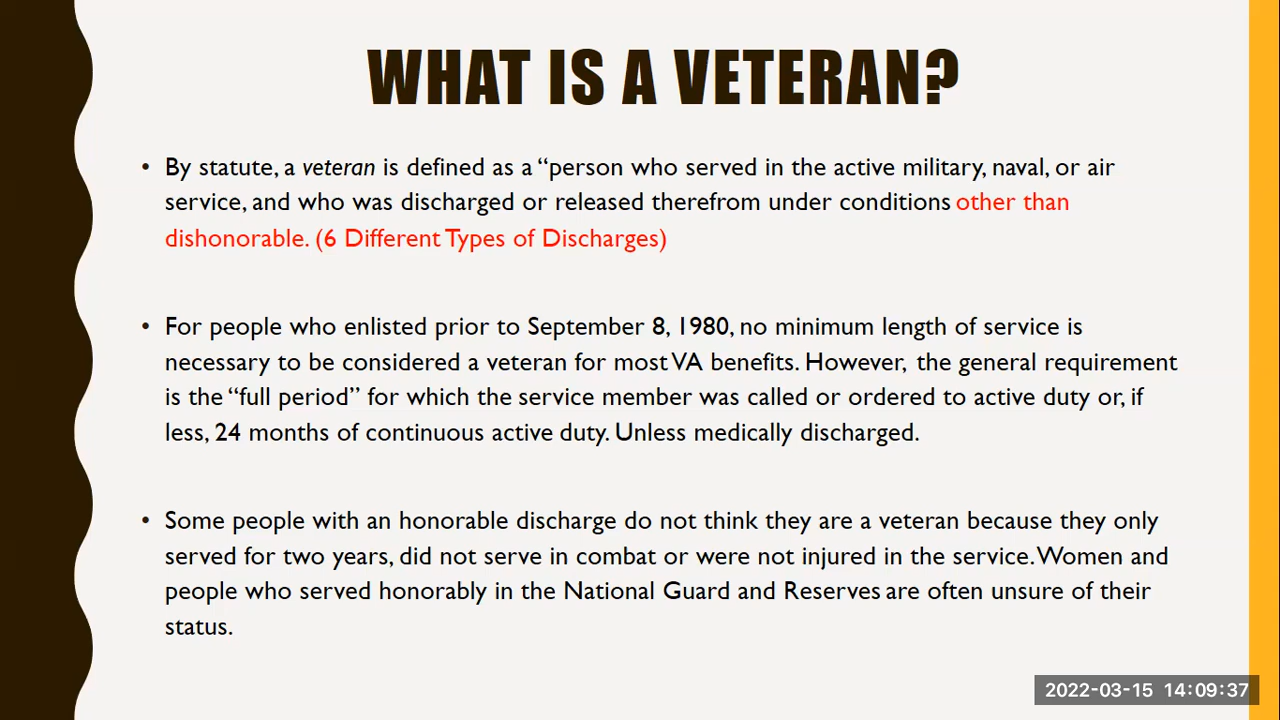 WHAT IS A VETERAN?
• By statute, a veteran is defined as a “person who served in the active military, naval, or air
service, and who was discharged or released therefrom under conditions other than
dishonorable. (6 Different Types of Discharges)
• For people who enlisted prior to September 8, 1980, no minimum length of service is
necessary to be considered a veteran for most VA benefits. However, the general requirement
is the “full period” for which the service member was called or ordered to active duty or, if
less, 24 months of continuous active duty. Unless medically discharged.
• Some people with an honorable discharge do not think they are a veteran because they only
served for two years, did not serve in combat or were not injured in the service. Women and
people who served honorably in the National Guard and Reserves are often unsure of their
status.
2022-03-15 14:09:37